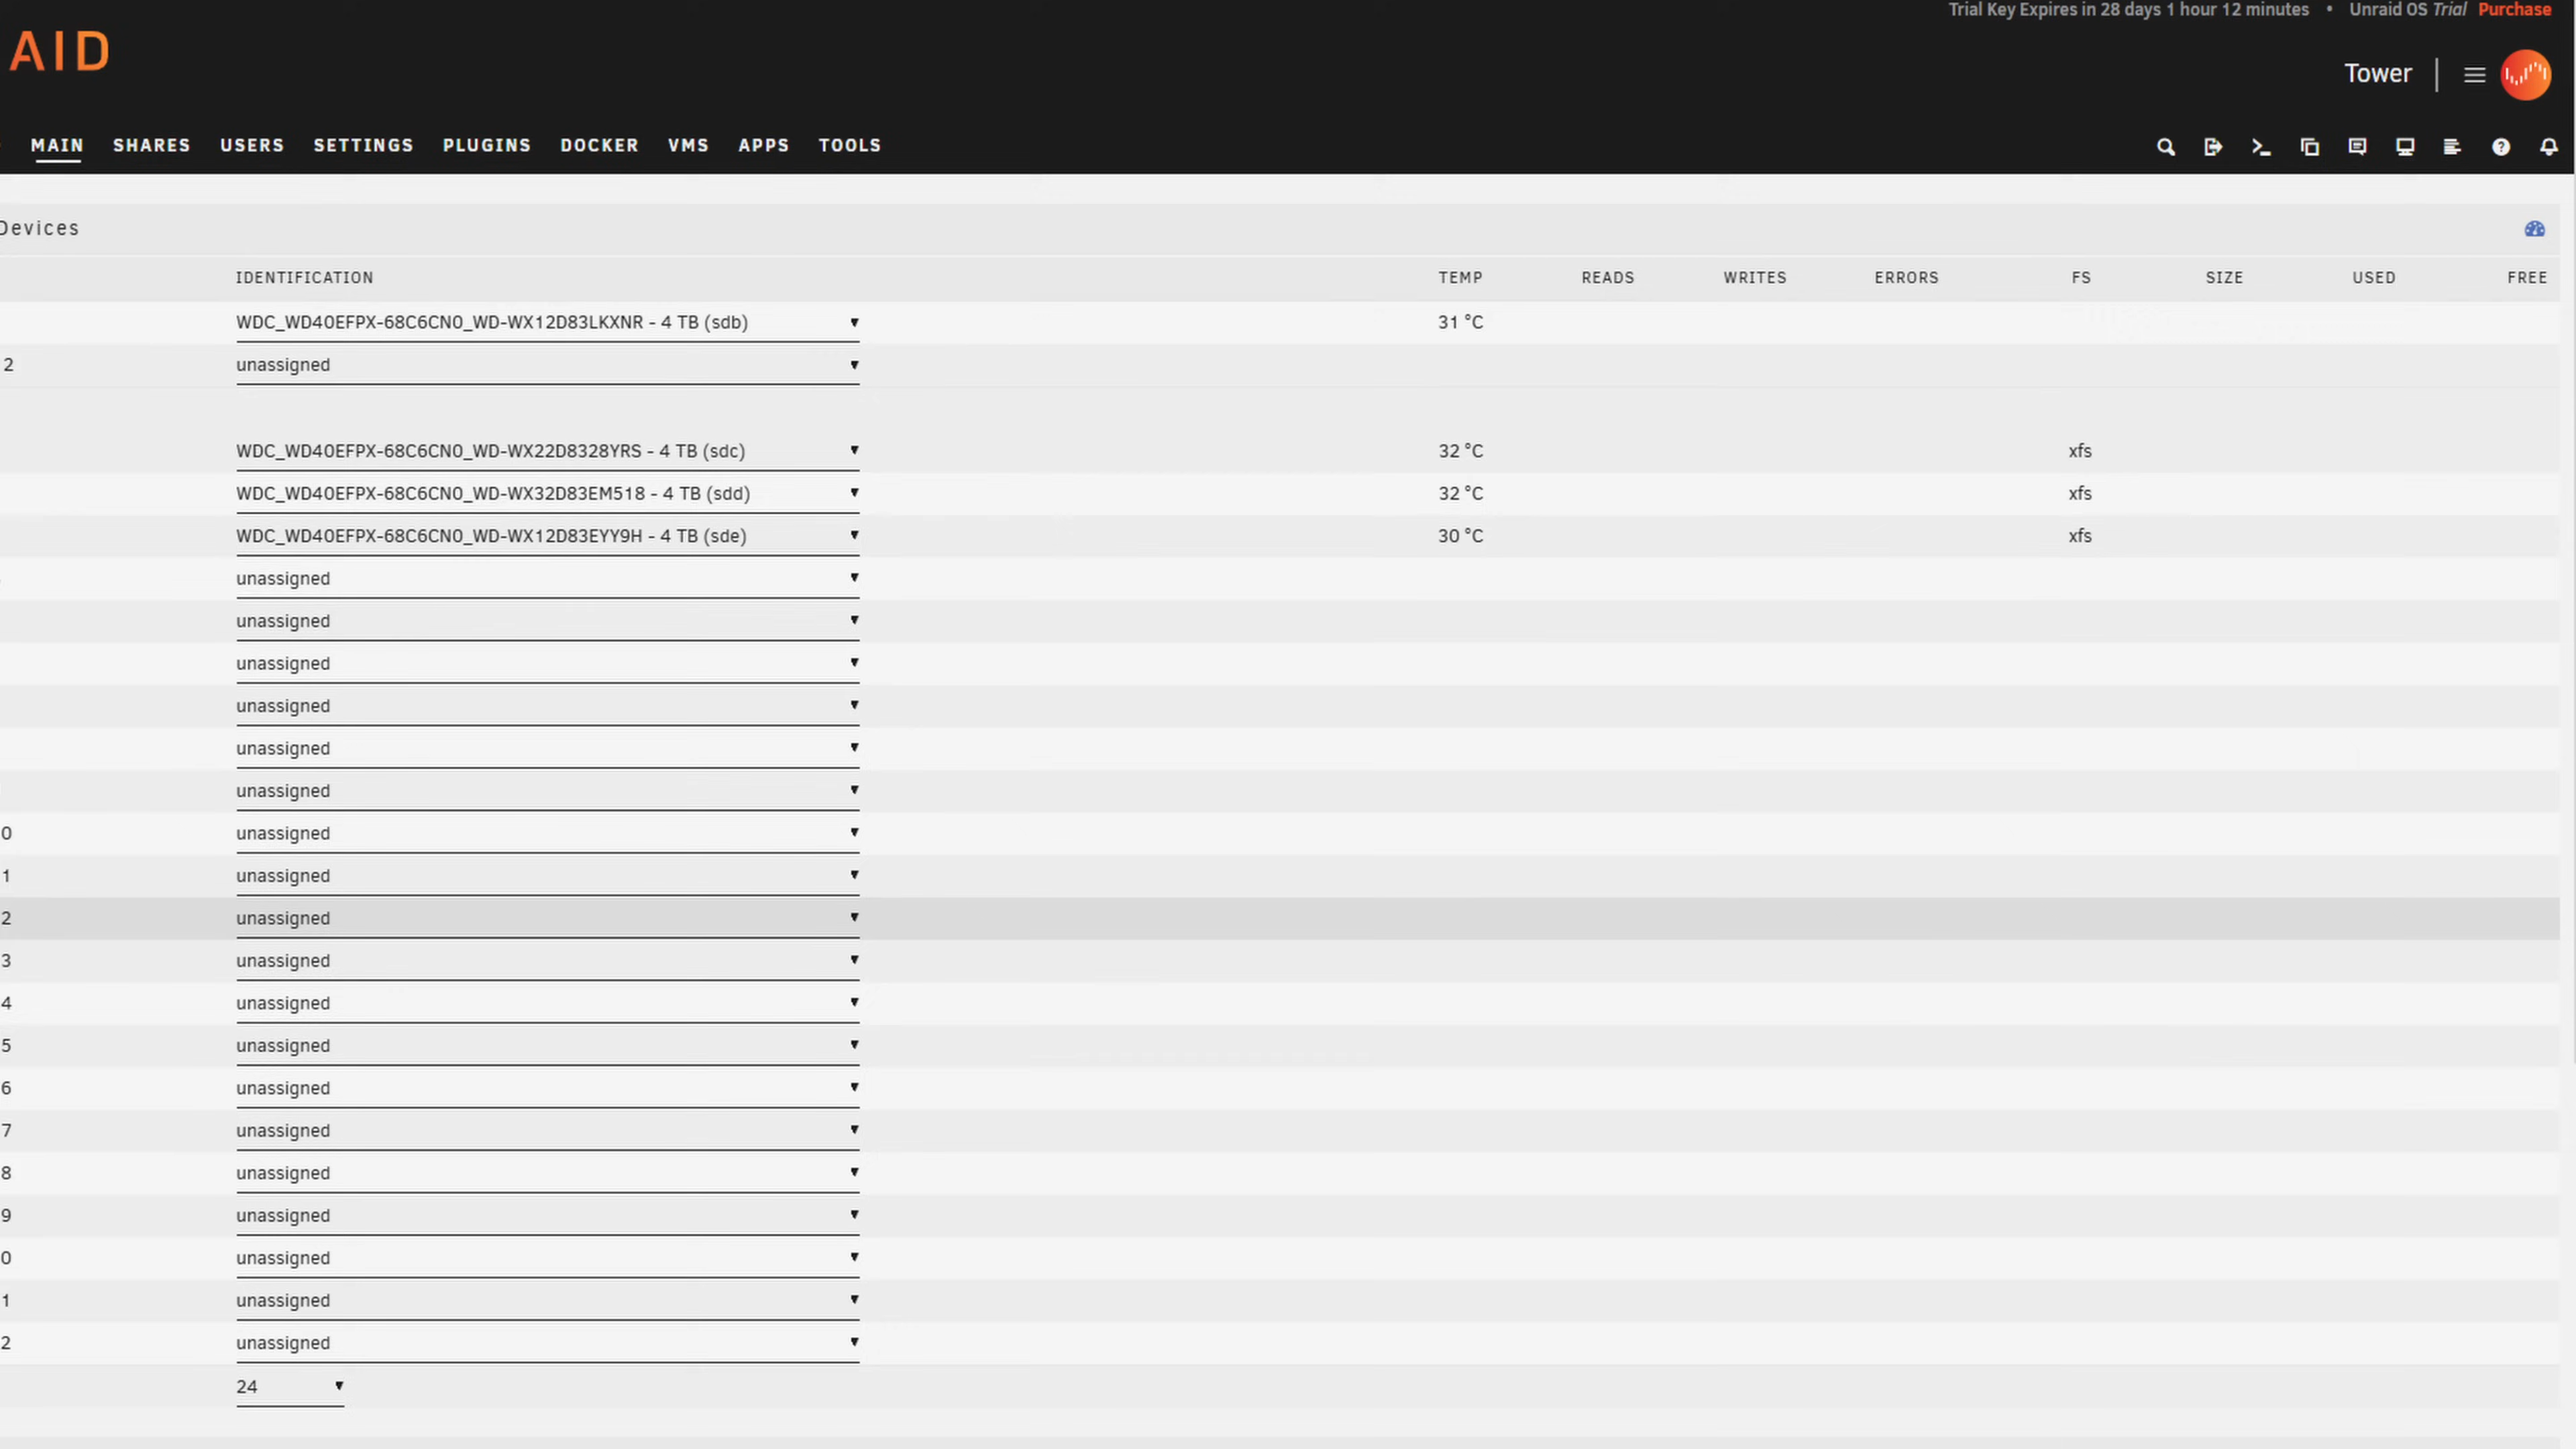 Trial Key Expires in 28 days 1 hour 12 minutes • Unraid OS Trial Purchase
AID
Tower
MAIN SHARES USERS SETTINGS PLUGINS DOCKER VMS APPS TOOLS
Devices
IDENTIFICATION TEMP READS WRITES ERRORS FS SIZE USED FREE
WDC_WD40EFPX-68C6CN0_WD-WX12D83LKXNR - 4 TB (sdb) 31 °C
2 unassigned
WDC_WD40EFPX-68C6CN0_WD-WX22D8328YRS - 4 TB (sdc) 32 °C xfs
WDC_WD40EFPX-68C6CN0_WD-WX32D83EM518 - 4 TB (sdd) 32 °C xfs
WDC_WD40EFPX-68C6CN0_WD-WX12D83EYY9H - 4 TB (sde) 30 °C xfs
unassigned
unassigned
unassigned
unassigned
unassigned
unassigned
0 unassigned
1 unassigned
2 unassigned
3 unassigned
4 unassigned
5 unassigned
6 unassigned
7 unassigned
8 unassigned
9 unassigned
0 unassigned
1 unassigned
2 unassigned
24